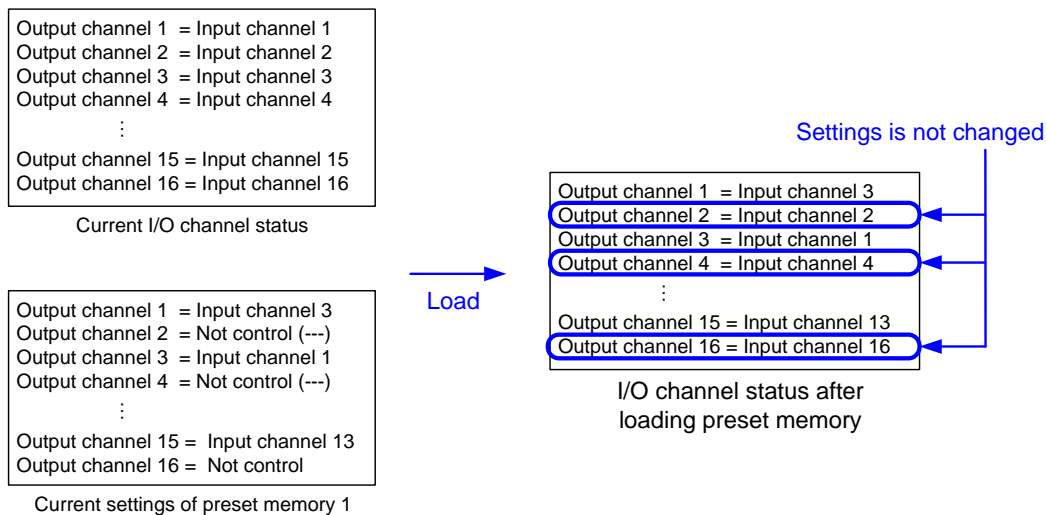 Output channel 1 = Input channel 1
Output channel 2 = Input channel 2
Output channel 3 = Input channel 3
Output channel 4 = Input channel 4
⋮
Output channel 15 = Input channel 15
Output channel 16 = Input channel 16
Current I/O channel status
Output channel 1 = Input channel 3
Output channel 2 = Not control (---)
Output channel 3 = Input channel 1
Output channel 4 = Not control (---)
⋮
Output channel 15 = Input channel 13
Output channel 16 = Not control
Current settings of preset memory 1
Load
Settings is not changed
Output channel 1 = Input channel 3
Output channel 2 = Input channel 2
Output channel 3 = Input channel 1
Output channel 4 = Input channel 4
⋮
Output channel 15 = Input channel 13
Output channel 16 = Input channel 16
I/O channel status after
loading preset memory